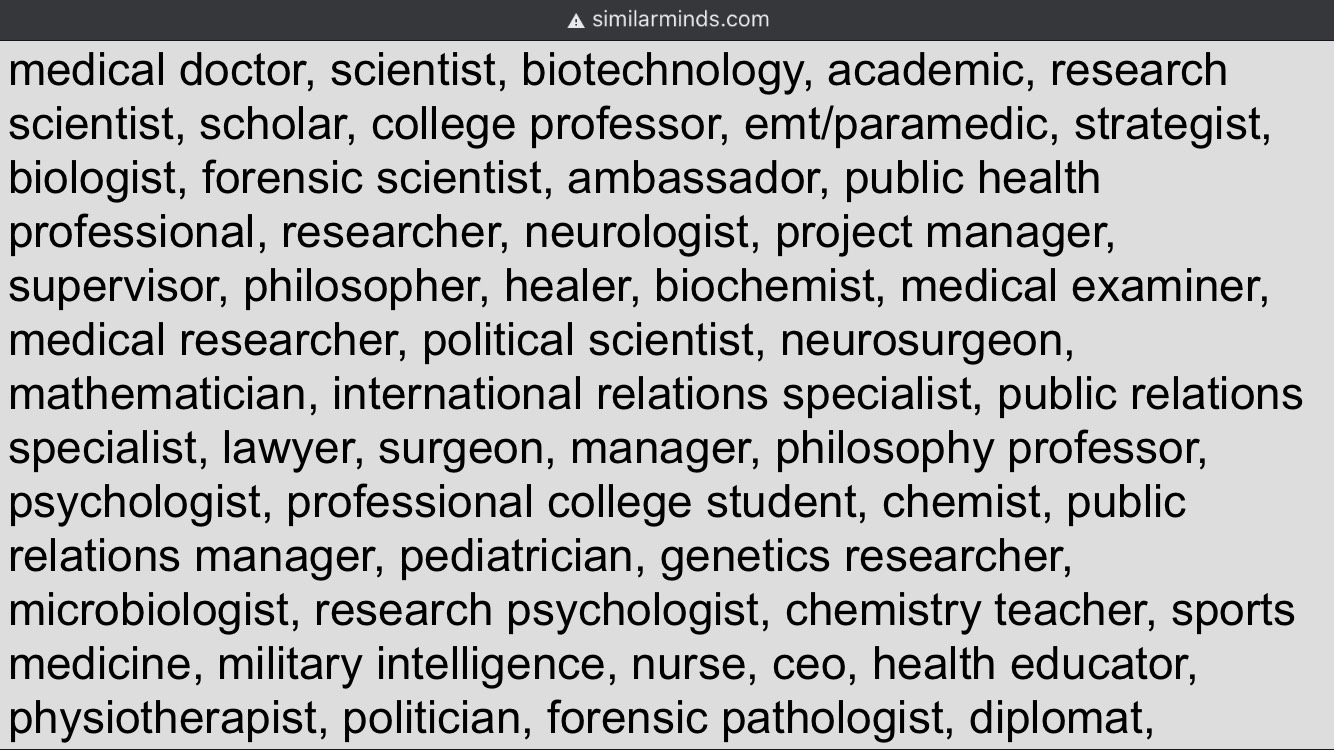 similarminds.com
medical doctor, scientist, biotechnology, academic, research
scientist, scholar, college professor, emt/paramedic, strategist,
biologist, forensic scientist, ambassador, public health
professional, researcher, neurologist, project manager,
supervisor, philosopher, healer, biochemist, medical examiner,
medical researcher, political scientist, neurosurgeon,
mathematician, international relations specialist, public relations
specialist, lawyer, surgeon, manager, philosophy professor,
psychologist, professional college student, chemist, public
relations manager, pediatrician, genetics researcher,
microbiologist, research psychologist, chemistry teacher, sports
medicine, military intelligence, nurse, ceo, health educator,
physiotherapist, politician, forensic pathologist, diplomat,